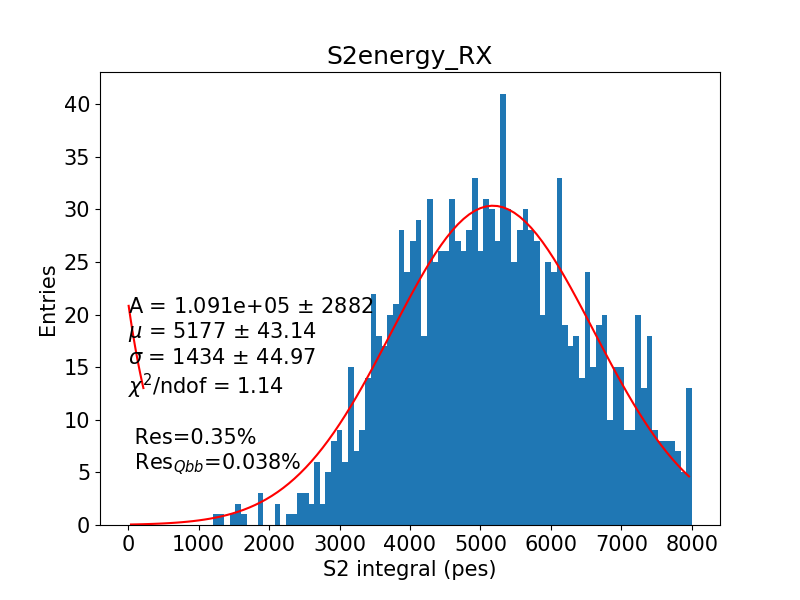 S2energy_RX
Entries
40
35
30
25
20
15
10
5
0
A = 1.091e+05 ± 2882
μ = 5177 ± 43.14
σ = 1434 ± 44.97
χ²/ndof = 1.14
Res=0.35%
Res_Qbb=0.038%
0 1000 2000 3000 4000 5000 6000 7000 8000
S2 integral (pes)